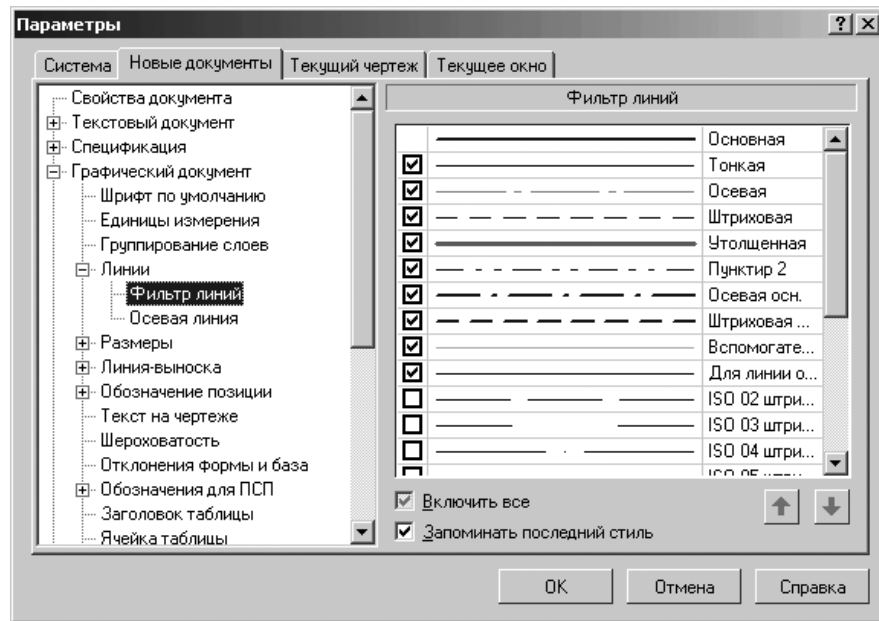 Параметры
Система
Новые документы
Текущий чертеж
Текущее окно
Свойства документа
Текстовый документ
Спецификация
Графический документ
Шрифт по умолчанию
Единицы измерения
Группирование слоев
Линии
Фильтр линий
Осевая линия
Размеры
Линия-выноска
Обозначение позиции
Текст на чертеже
Шероховатость
Отклонения формы и база
Обозначения для ПСП
Заголовок таблицы
Ячейка таблицы
Фильтр линий
Основная
Тонкая
Осевая
Штриховая
Утолщенная
Пунктир 2
Осевая осн.
Штриховая ...
Вспомогате...
Для линии о...
ISO 02 штри...
ISO 03 штри...
ISO 04 штри...
ISO 05 штри...
Включить все
Запоминать последний стиль
OK
Отмена
Справка